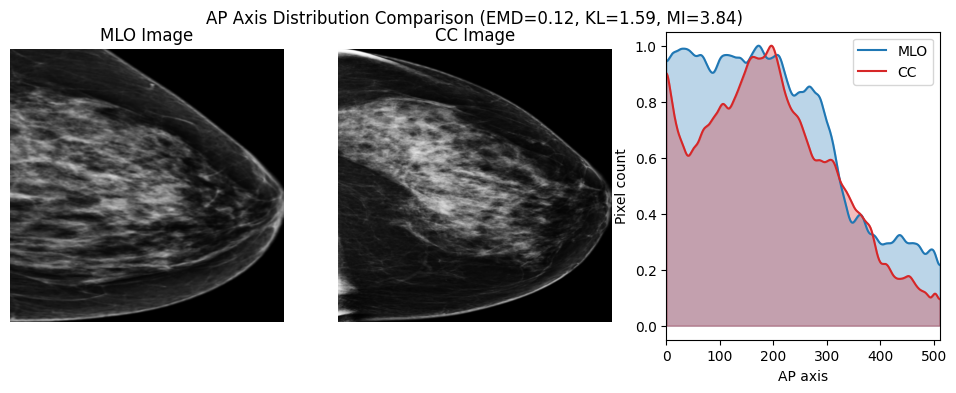 AP Axis Distribution Comparison (EMD=0.12, KL=1.59, MI=3.84)
MLO Image
CC Image
MLO
CC
Pixel count
1.0
0.8
0.6
0.4
0.2
0.0
0 100 200 300 400 500
AP axis